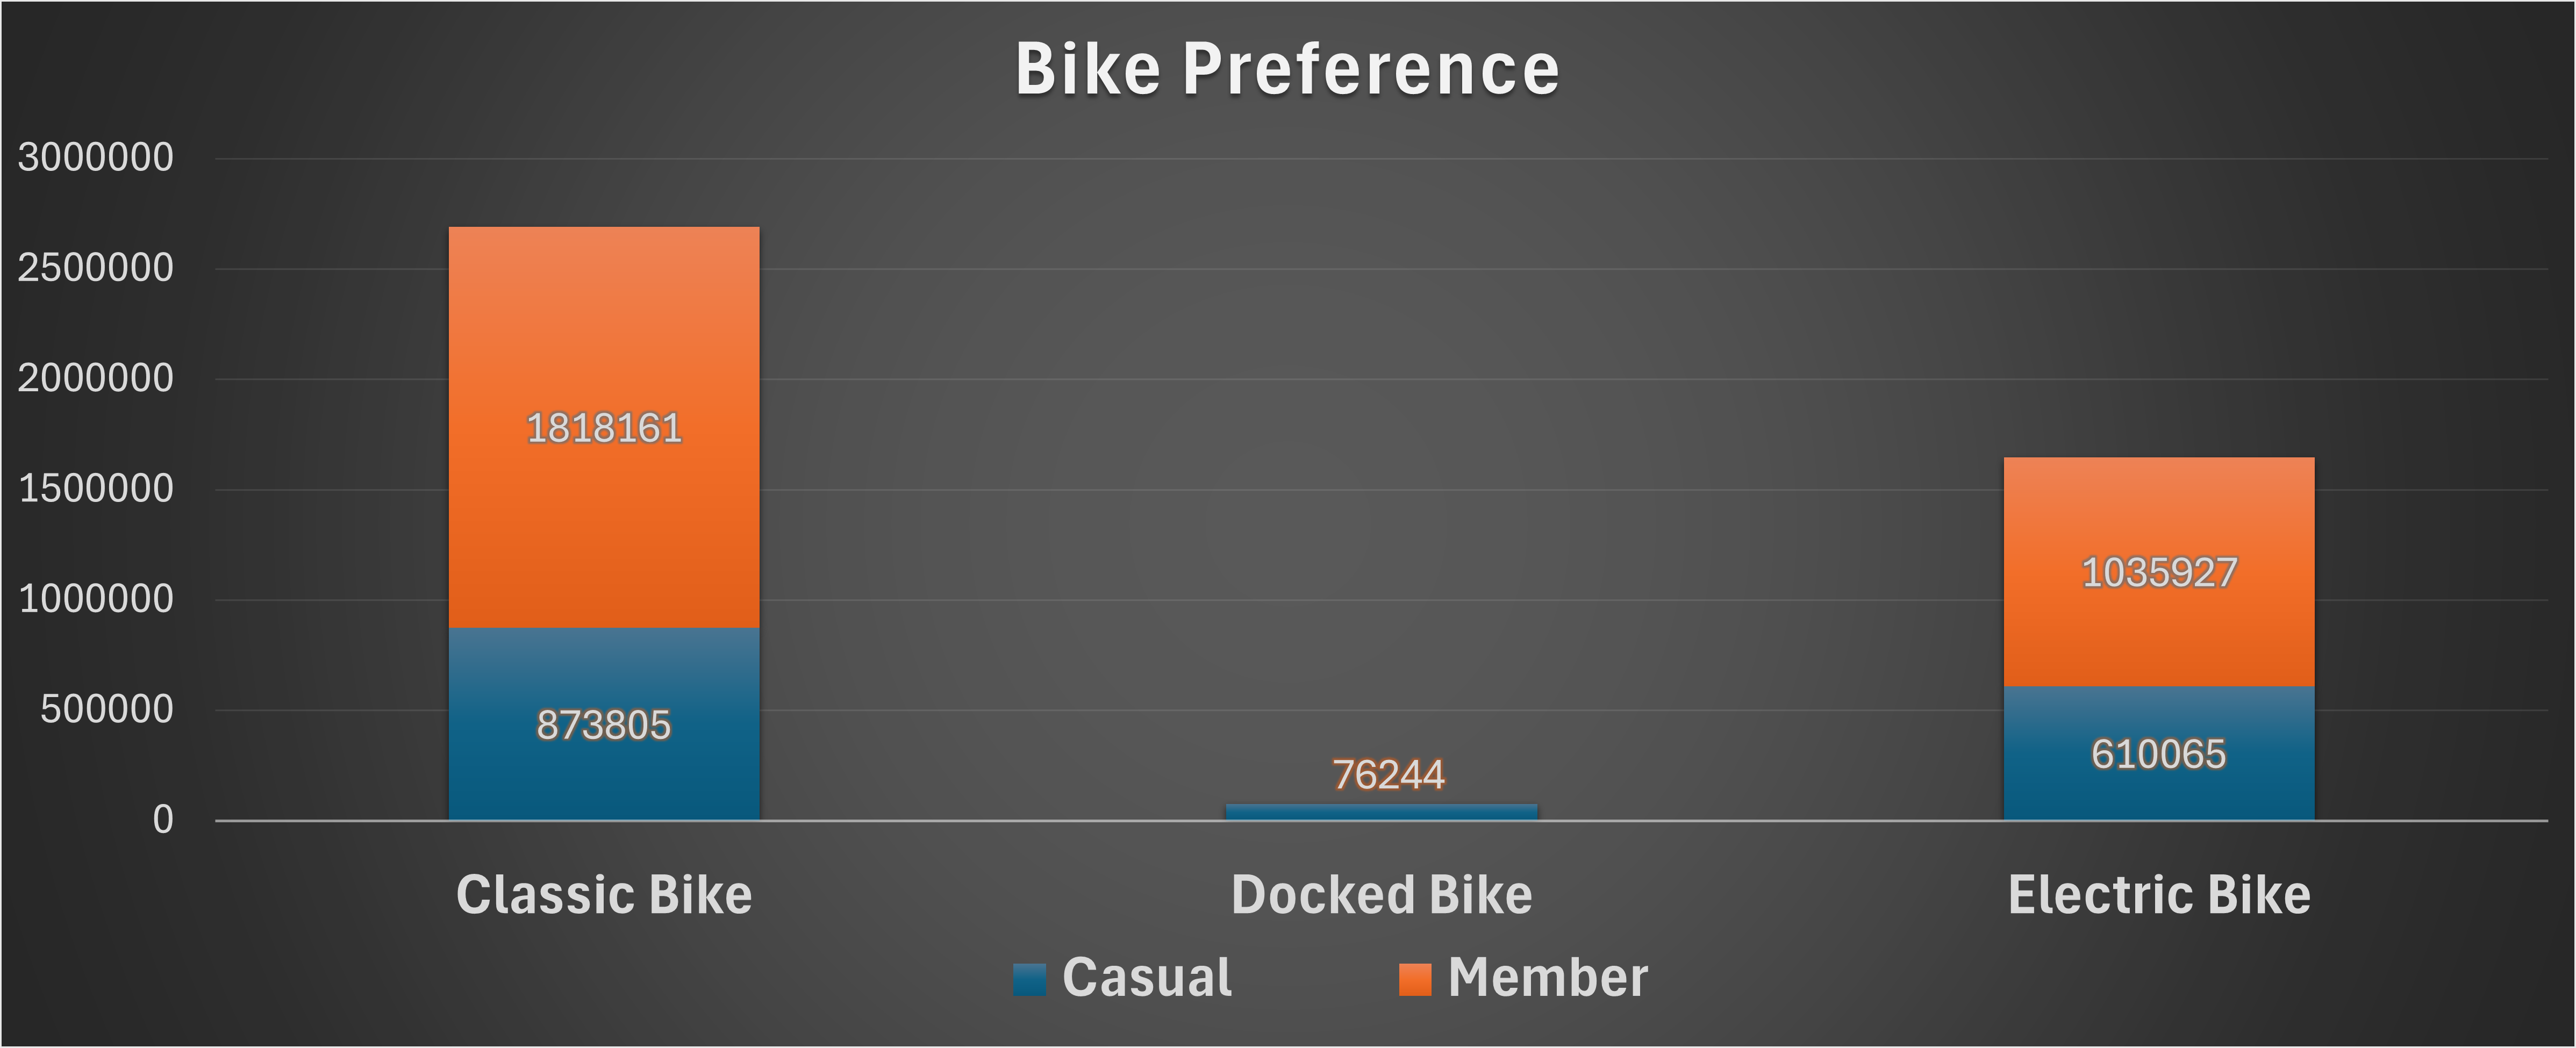 Bike Preference
3000000
2500000
2000000
1500000
1000000
500000
0
1818161
873805
76244
1035927
610065
Classic Bike
Docked Bike
Electric Bike
Casual
Member